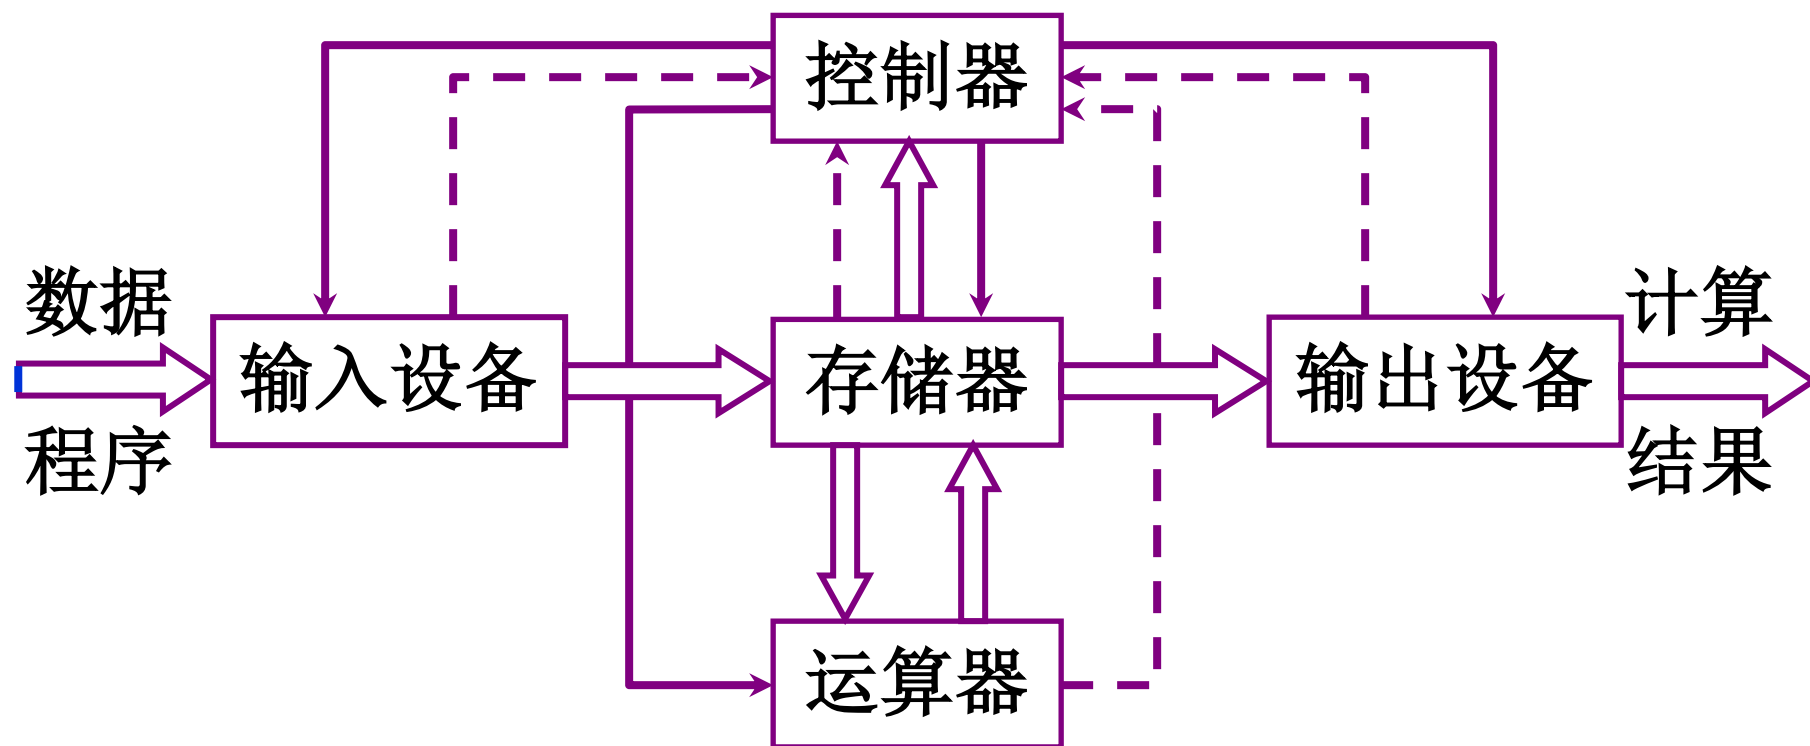 控制器
数据
程序
输入设备
存储器
输出设备
计算
结果
运算器